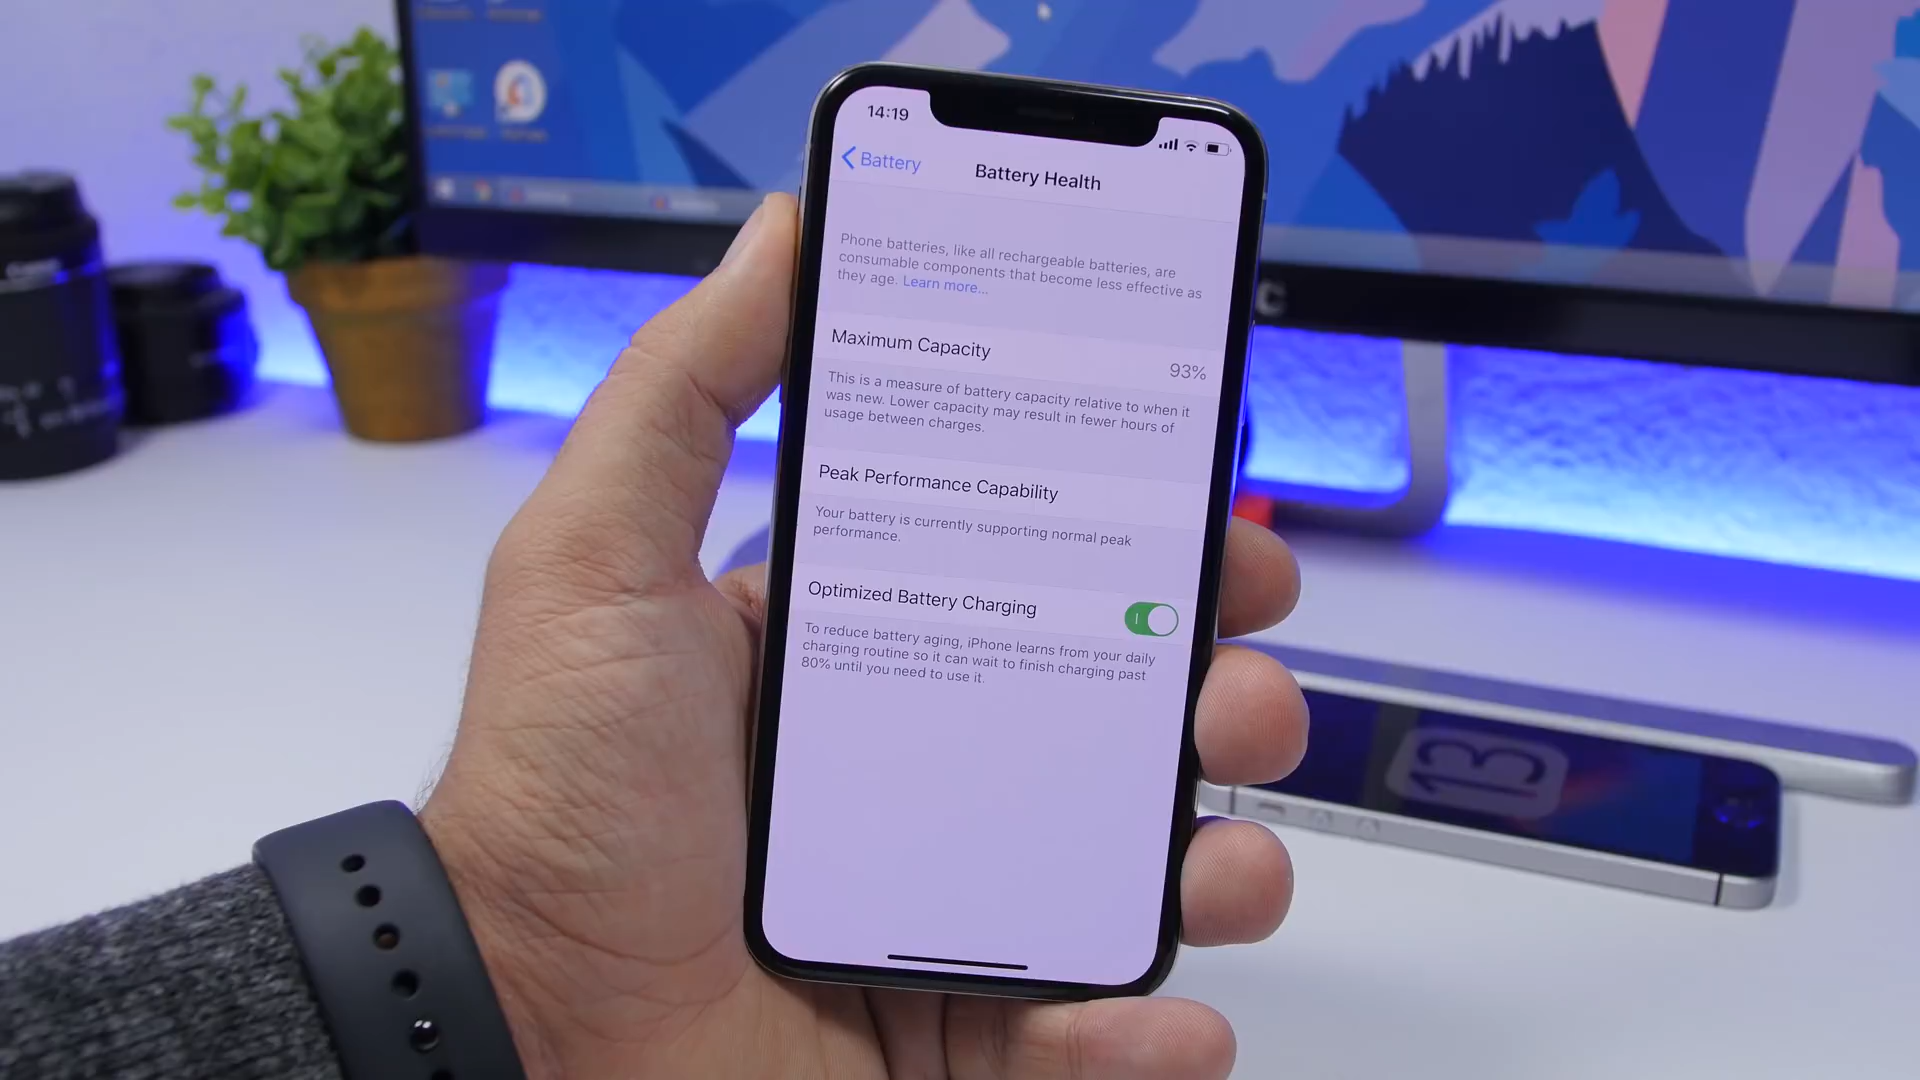 14:19
Battery
Battery Health
Phone batteries, like all rechargeable batteries, are
consumable components that become less effective as
they age. Learn more...
Maximum Capacity
93%
This is a measure of battery capacity relative to when it
was new. Lower capacity may result in fewer hours of
usage between charges.
Peak Performance Capability
Your battery is currently supporting normal peak
performance.
Optimized Battery Charging
To reduce battery aging, iPhone learns from your daily
charging routine so it can wait to finish charging past
80% until you need to use it.
13